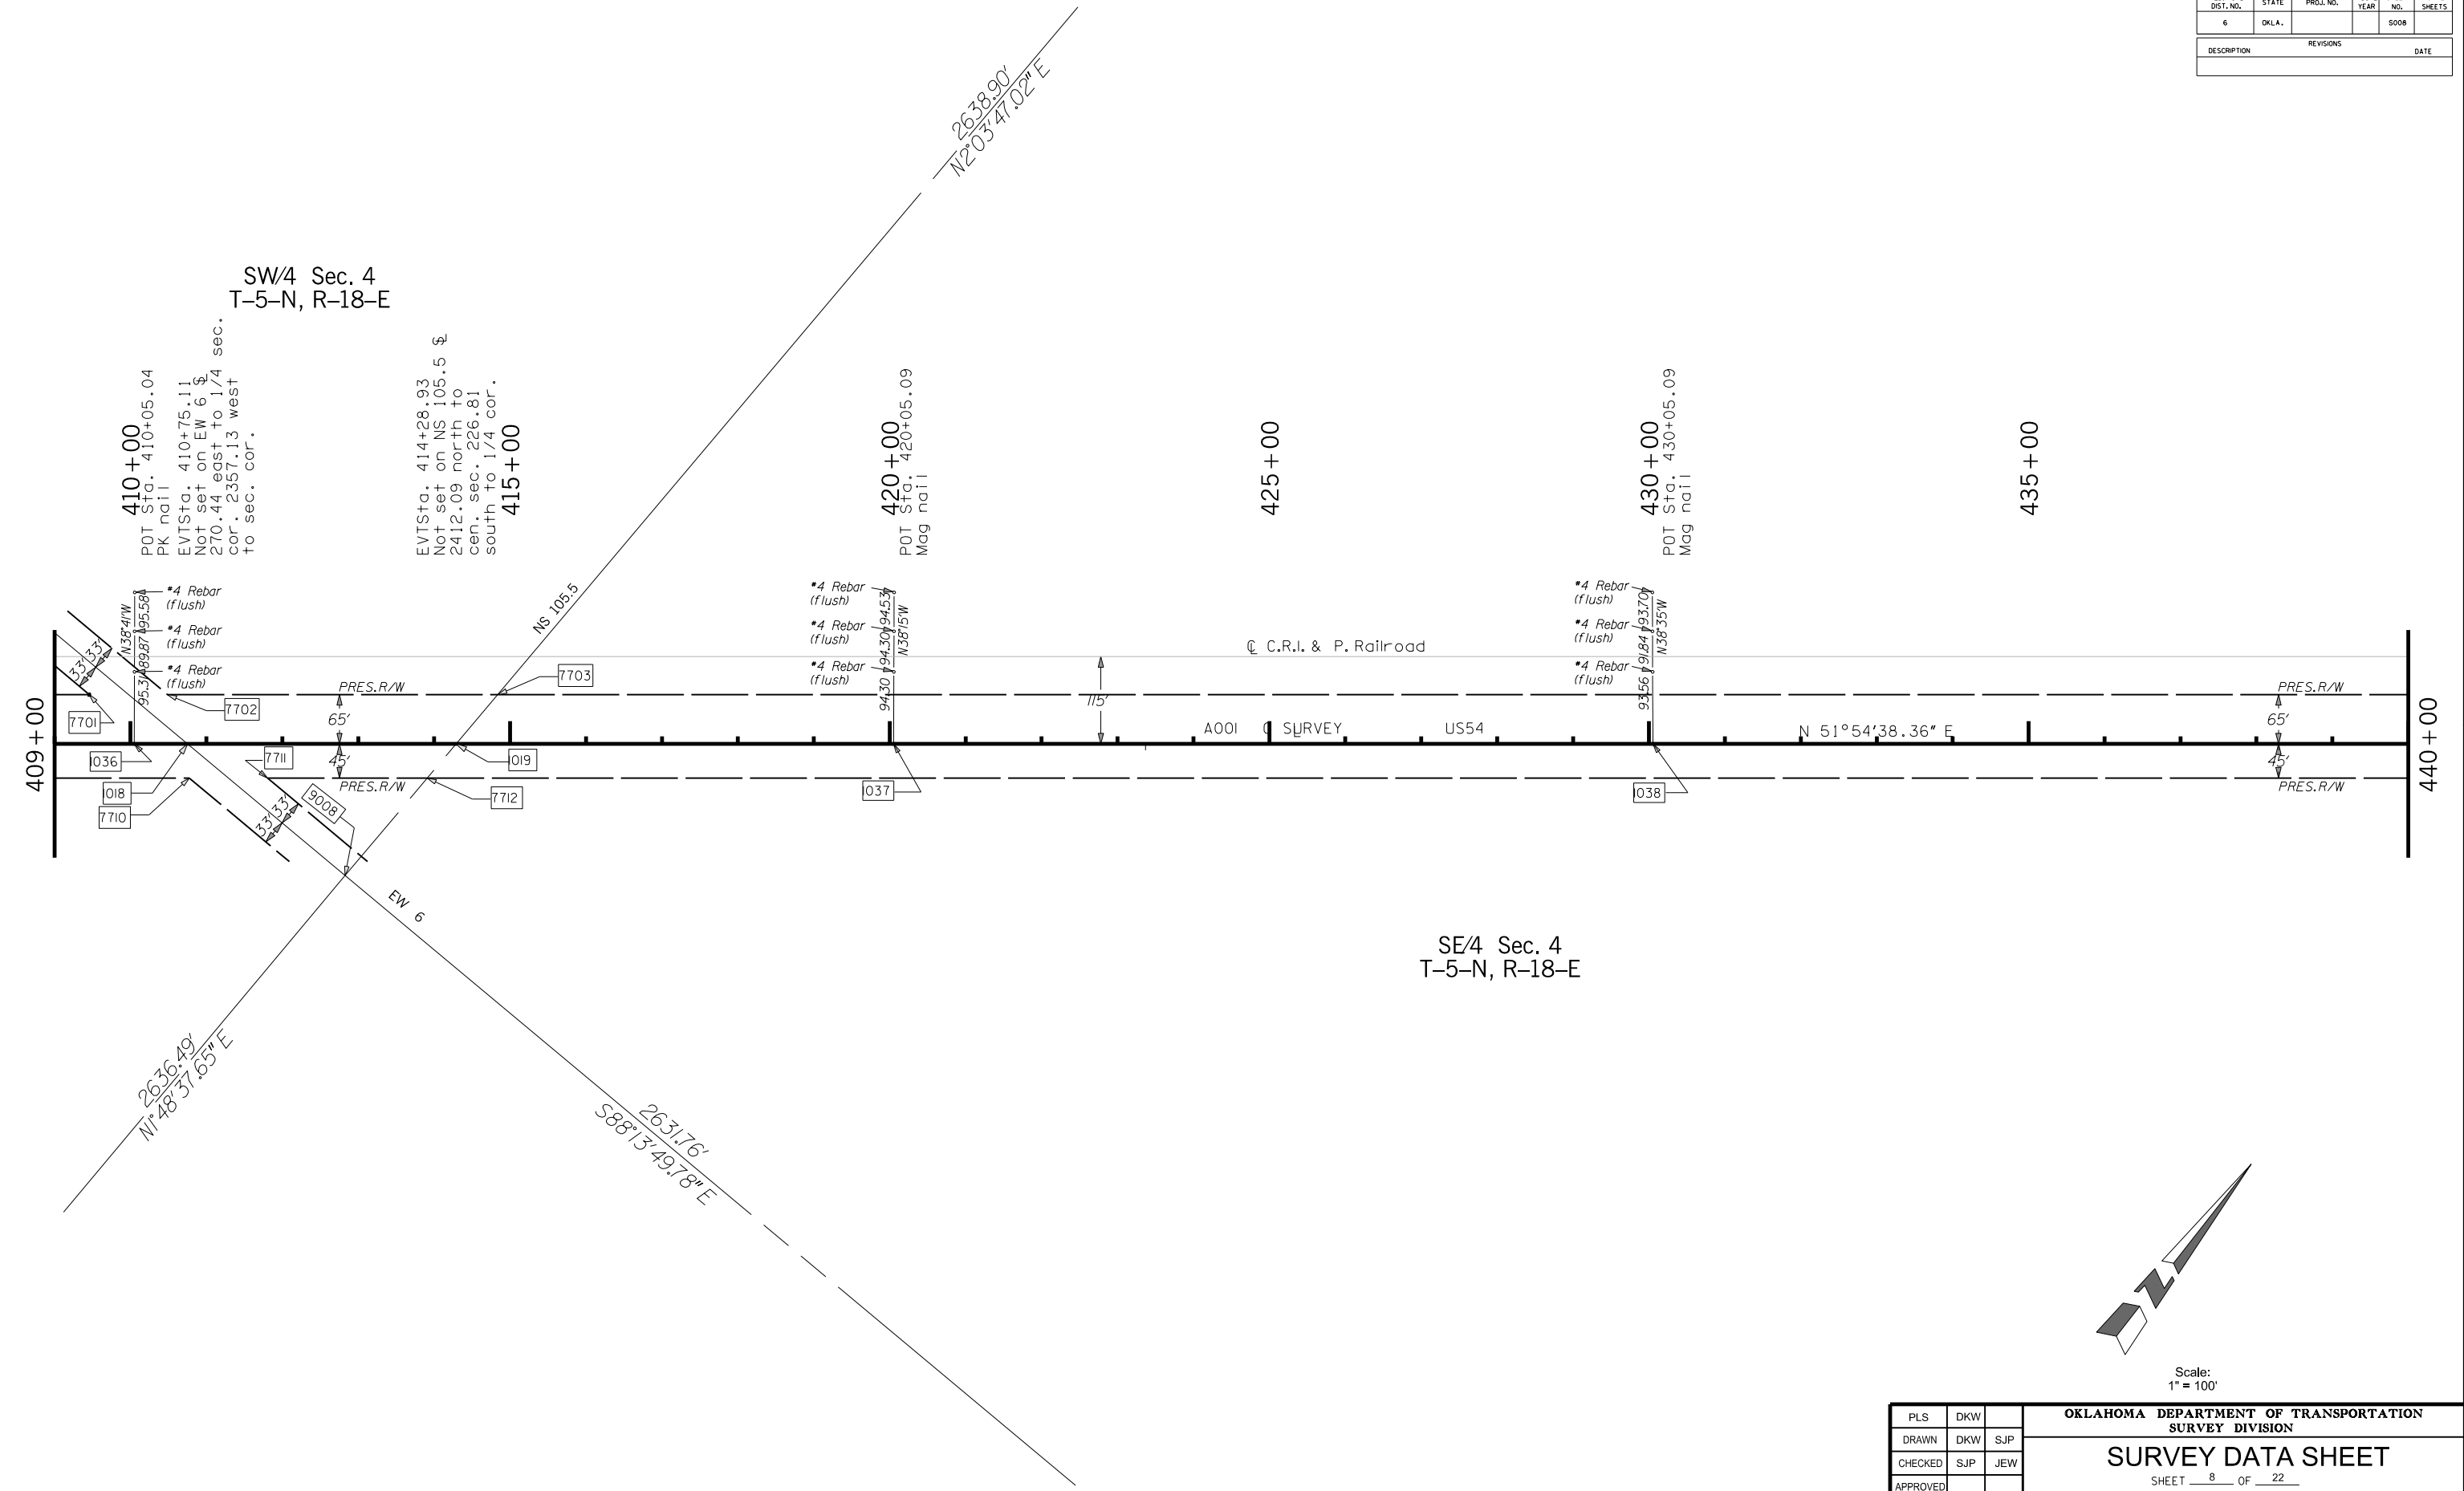 DIST. NO. STATE PROJ. NO. YEAR NO. SHEETS
6 OKLA. S008
REVISIONS
DESCRIPTION DATE
2638.90'
N2°03'47.02" E
SW/4 Sec. 4
T-5-N, R-18-E
410+00
POT Sta. 410+05.04
PK nail
EVTSta. 410+75.11
Not set on EW 6 ℄
270.44 east to 1/4 sec.
cor. 2357.13 west
to sec. cor.
EVTSta. 414+28.93
Not set on NS 105.5 ℄
2412.09 north to
cen. sec. 226.81
south to 1/4 cor.
415+00
420+00
POT Sta. 420+05.09
Mag nail
425+00
430+00
POT Sta. 430+05.09
Mag nail
435+00
#4 Rebar
(flush)
#4 Rebar
(flush)
#4 Rebar
(flush)
N38°41'W
95.31
89.87
95.58
NS 105.5
#4 Rebar
(flush)
#4 Rebar
(flush)
#4 Rebar
(flush)
94.30
94.30
94.53
N38°15'W
#4 Rebar
(flush)
#4 Rebar
(flush)
#4 Rebar
(flush)
93.56
91.84
93.70
N38°35'W
℄ C.R.I. & P. Railroad
33' 33'
7703
PRES. R/W
PRES. R/W
7701
7702
65'
115'
65'
409+00
A001 ℄ SURVEY US54 N 51°54'38.36" E
440+00
1036
7711
45'
1019
45'
PRES. R/W
PRES. R/W
1018
9008
7712
1037
1038
7710
33' 33'
EW 6
SE/4 Sec. 4
T-5-N, R-18-E
2636.49'
N1°48'37.65" E
2631.76'
S88°13'49.78" E
N
Scale:
1" = 100'
PLS DKW
DRAWN DKW SJP
CHECKED SJP JEW
APPROVED
OKLAHOMA DEPARTMENT OF TRANSPORTATION
SURVEY DIVISION
SURVEY DATA SHEET
SHEET 8 OF 22